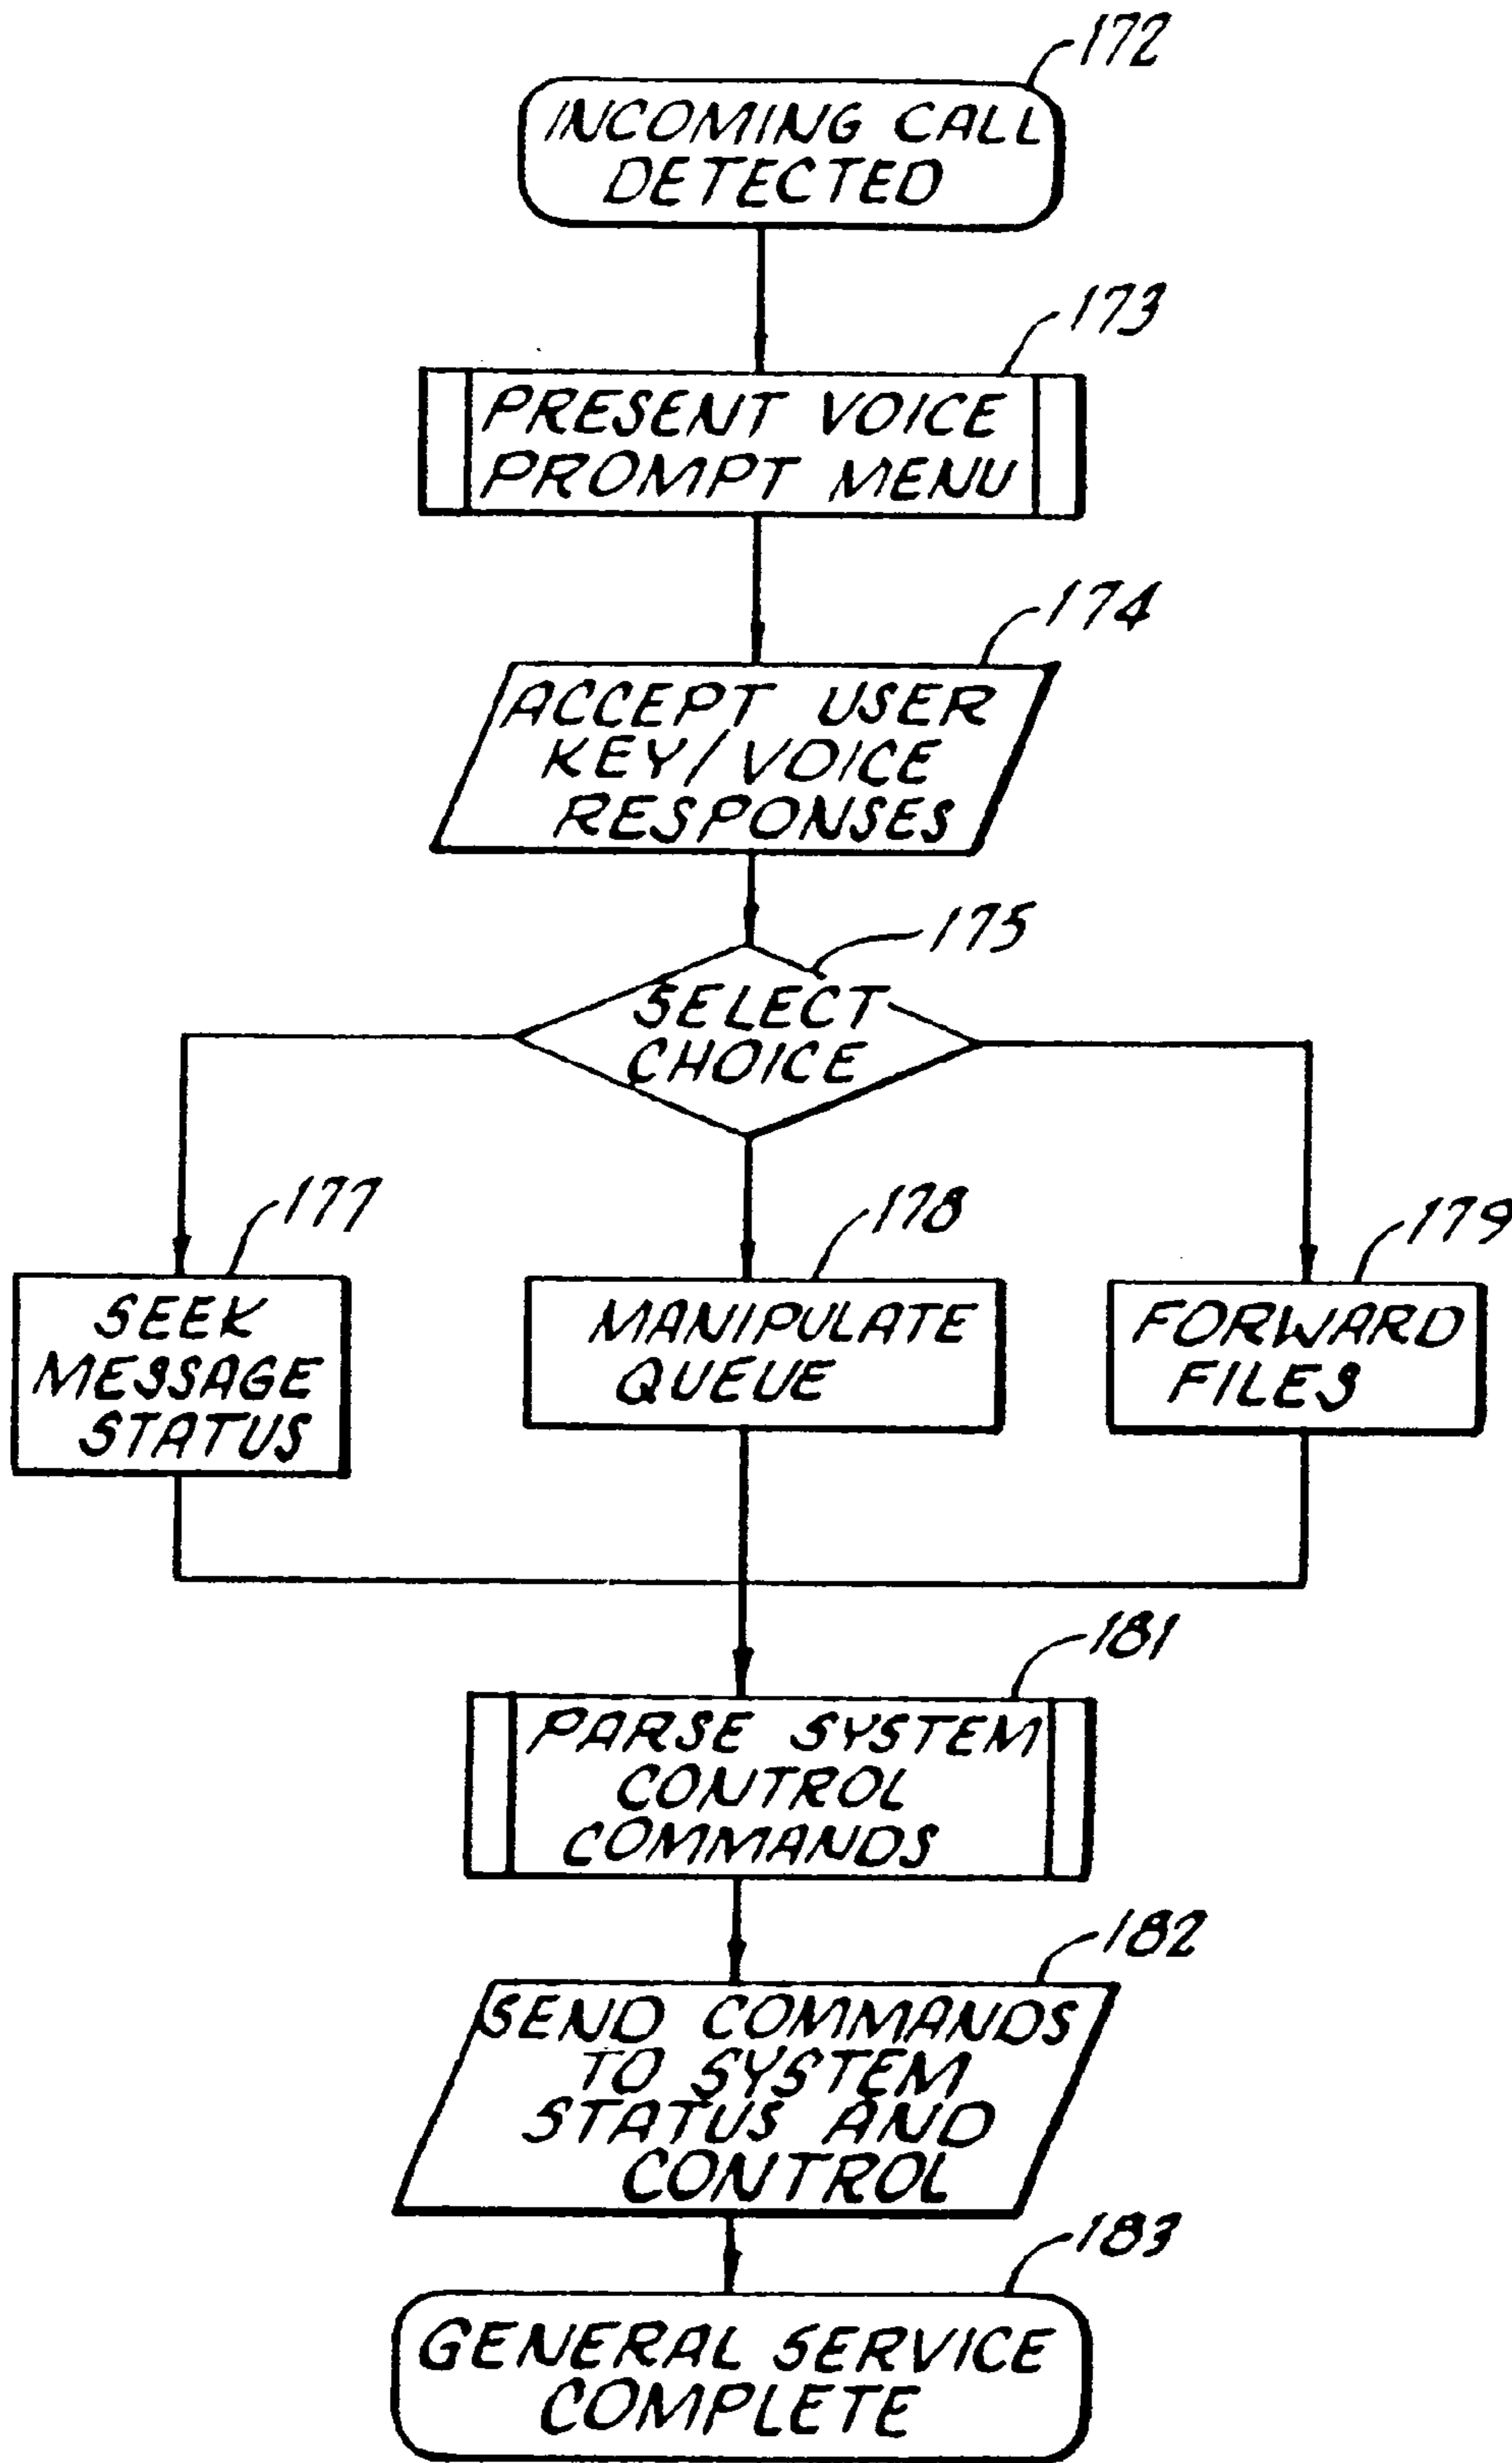 172
INCOMING CALL
DETECTED
173
PRESENT VOICE
PROMPT MENU
174
ACCEPT USER
KEY/VOICE
RESPONSES
175
SELECT
CHOICE
177
SEEK
MESSAGE
STATUS
178
MANIPULATE
QUEUE
179
FORWARD
FILES
181
PARSE SYSTEM
CONTROL
COMMANDS
182
SEND COMMANDS
TO SYSTEM
STATUS AND
CONTROL
183
GENERAL SERVICE
COMPLETE